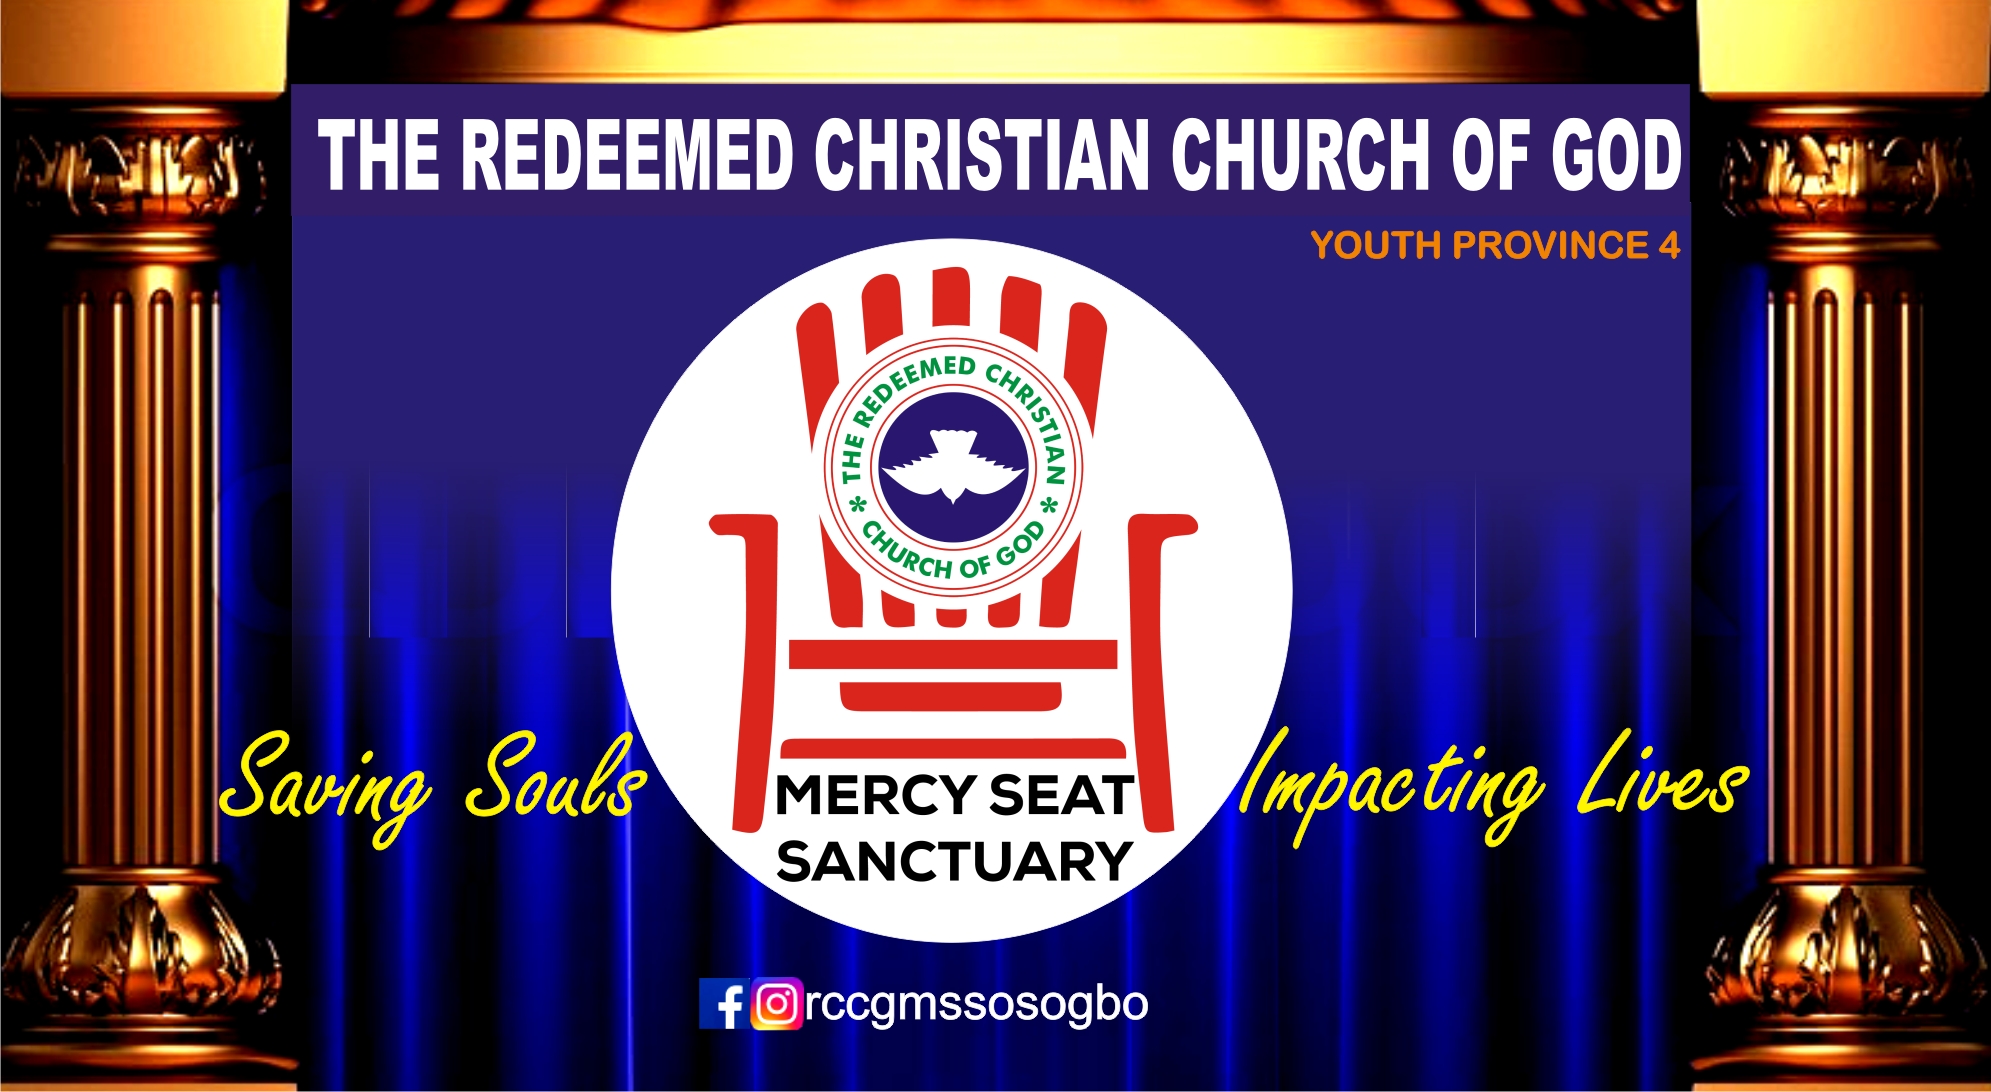 THE REDEEMED CHRISTIAN CHURCH OF GOD
YOUTH PROVINCE 4
THE REDEEMED CHRISTIAN
* CHURCH OF GOD *
Saving Souls
Impacting Lives
MERCY SEAT
SANCTUARY
rccgmssosogbo